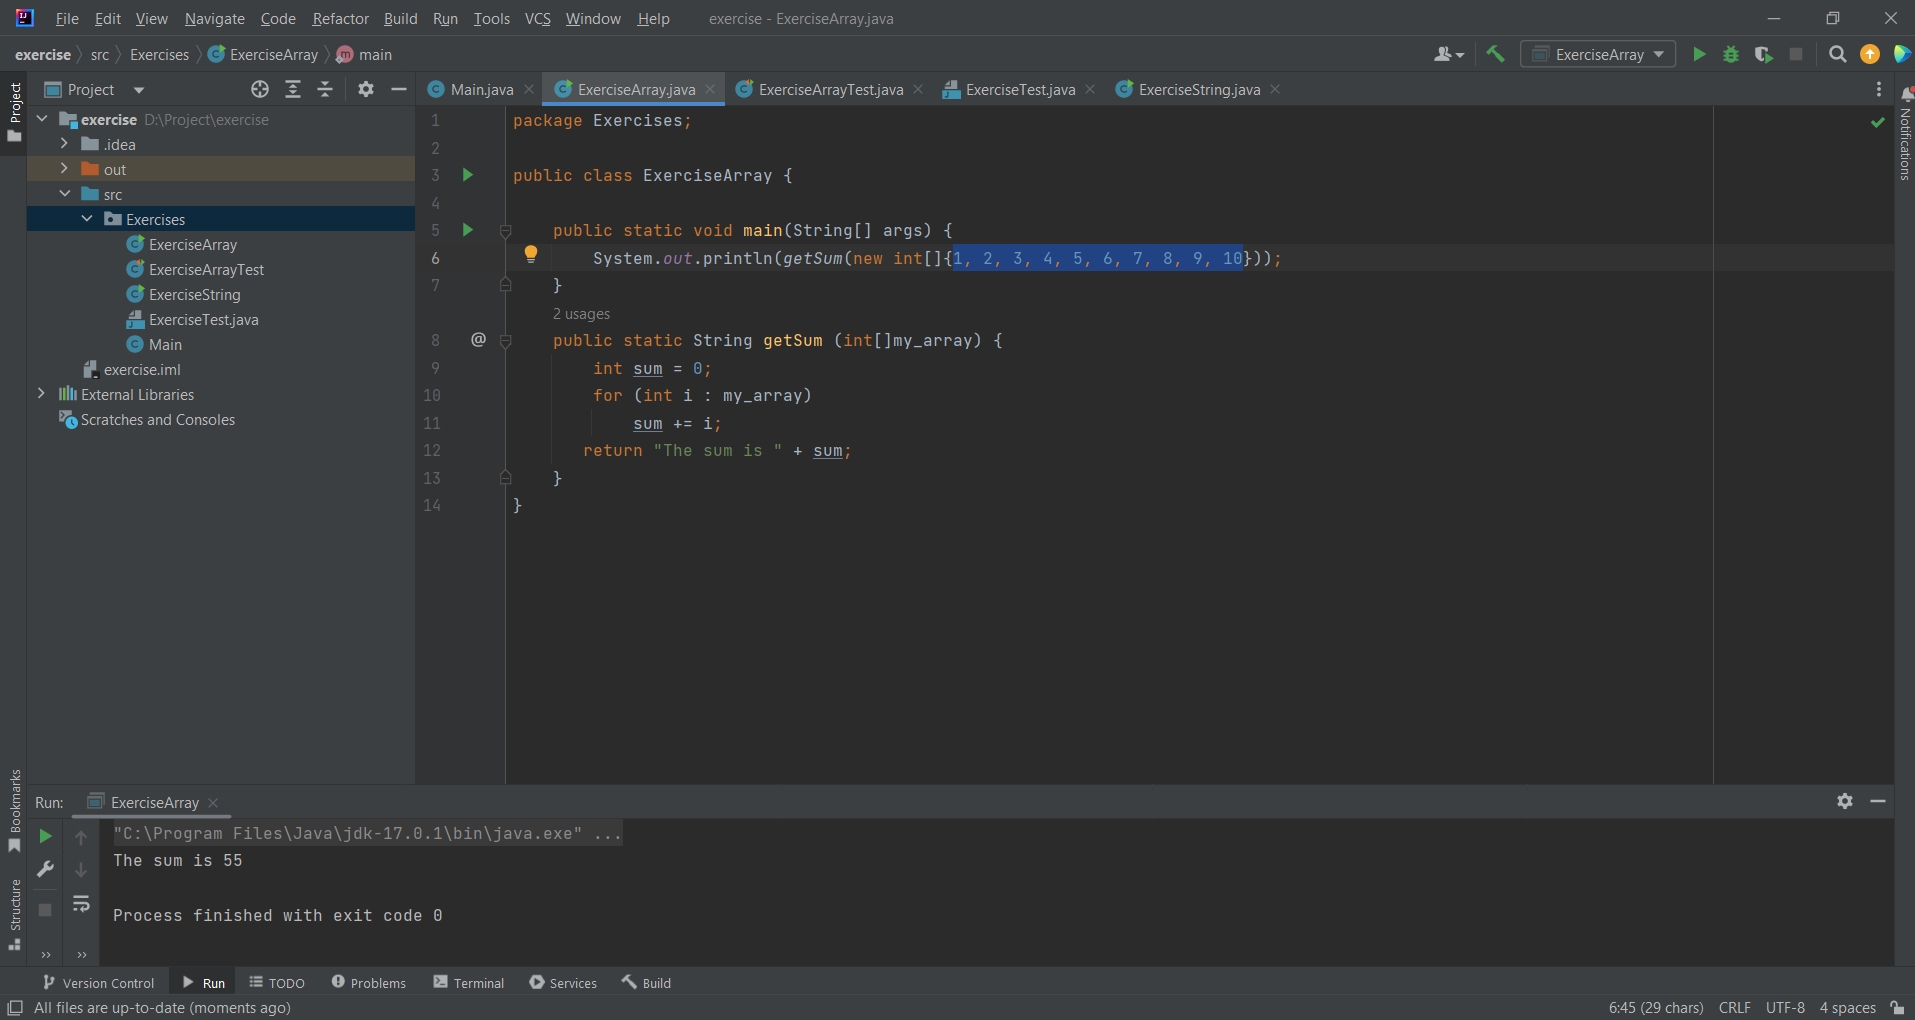 File Edit View Navigate Code Refactor Build Run Tools VCS Window Help exercise - ExerciseArray.java
exercise src Exercises ExerciseArray main ExerciseArray
Project
Project
Main.java ExerciseArray.java ExerciseArrayTest.java ExerciseTest.java ExerciseString.java
Notifications
exercise D:\Project\exercise
.idea
out
src
Exercises
ExerciseArray
ExerciseArrayTest
ExerciseString
ExerciseTest.java
Main
exercise.iml
External Libraries
Scratches and Consoles
1 package Exercises;
2
3 public class ExerciseArray {
4
5 public static void main(String[] args) {
6 System.out.println(getSum(new int[]{1, 2, 3, 4, 5, 6, 7, 8, 9, 10}));
7 }
2 usages
8 @ public static String getSum (int[]my_array) {
9 int sum = 0;
10 for (int i : my_array)
11 sum += i;
12 return "The sum is " + sum;
13 }
14 }
Bookmarks
Structure
Run: ExerciseArray
"C:\Program Files\Java\jdk-17.0.1\bin\java.exe" ...
The sum is 55
Process finished with exit code 0
Version Control Run TODO Problems Terminal Services Build
All files are up-to-date (moments ago) 6:45 (29 chars) CRLF UTF-8 4 spaces